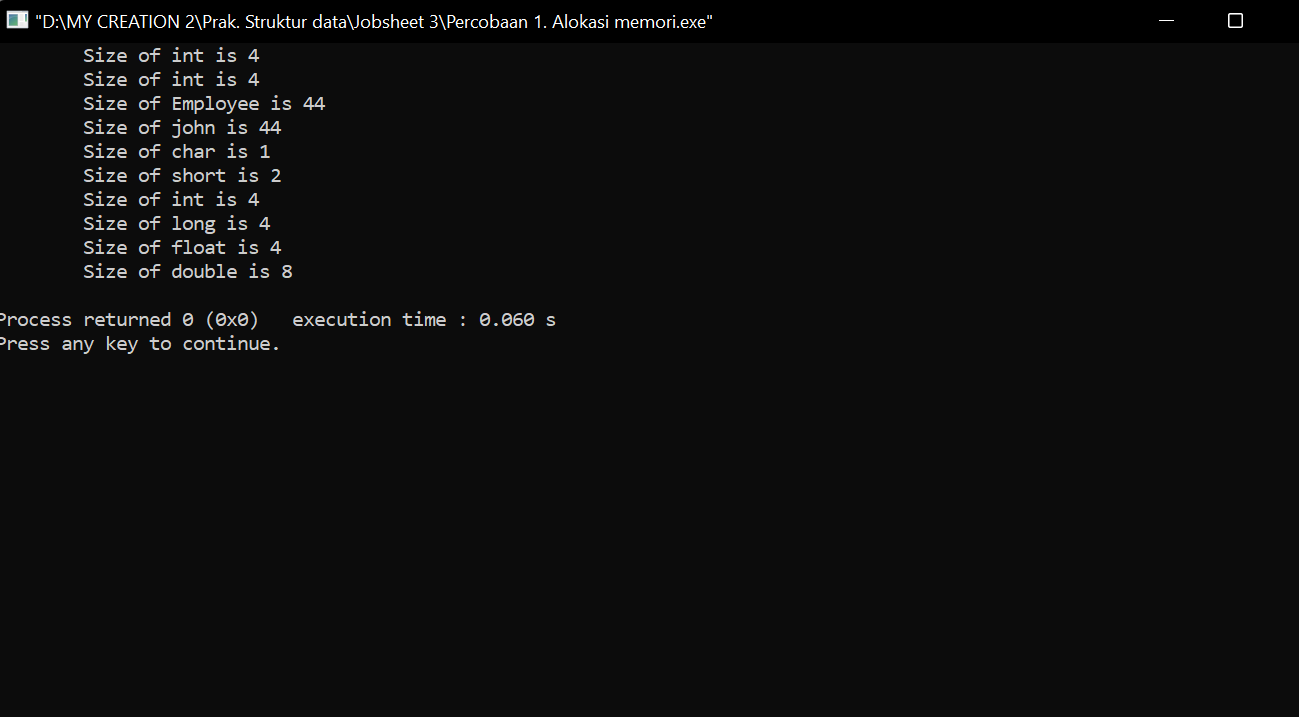 "D:\MY CREATION 2\Prak. Struktur data\Jobsheet 3\Percobaan 1. Alokasi memori.exe"
Size of int is 4
Size of int is 4
Size of Employee is 44
Size of john is 44
Size of char is 1
Size of short is 2
Size of int is 4
Size of long is 4
Size of float is 4
Size of double is 8
Process returned 0 (0x0)   execution time : 0.060 s
Press any key to continue.